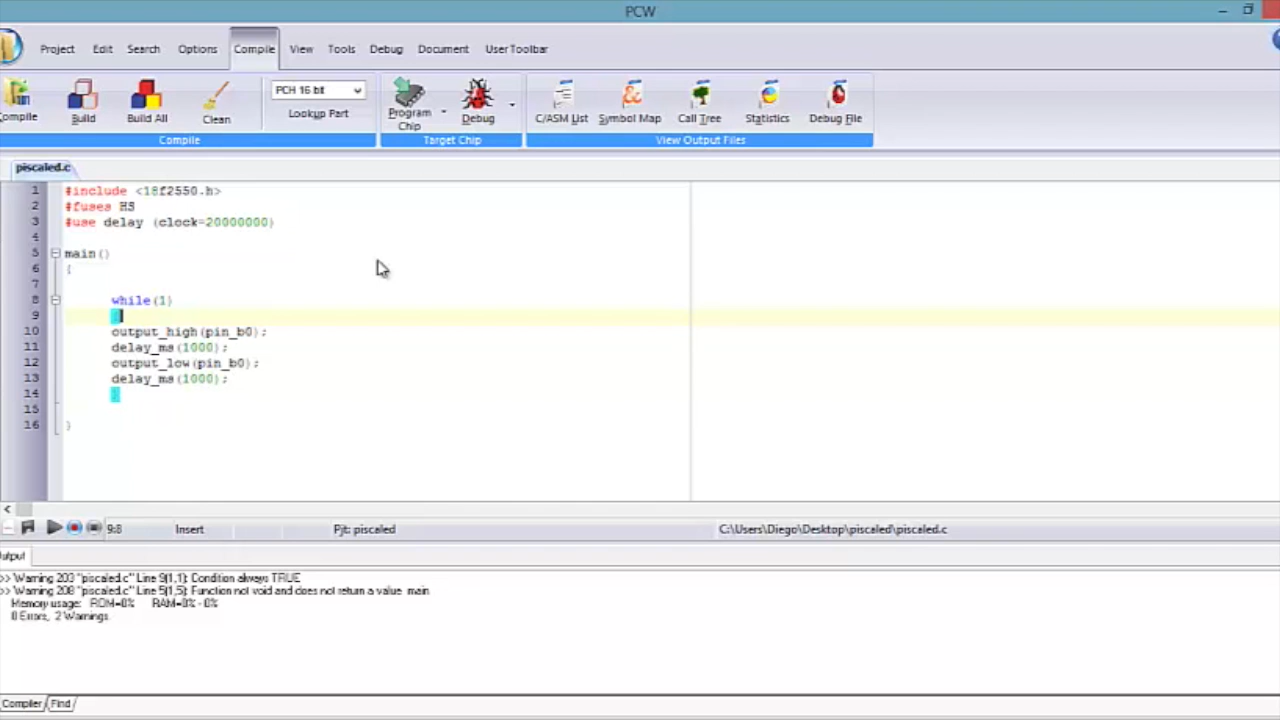 PCW
Project Edit Search Options Compile View Tools Debug Document User Toolbar
Compile Build Build All Clean
PCH 16 bit
Lookup Part
Program Chip
Debug
C/ASM List Symbol Map Call Tree Statistics Debug File
Compile Target Chip View Output Files
piscaled.c
1 #include <18f2550.h>
2 #fuses HS
3 #use delay (clock=20000000)
4
5 main()
6 {
7
8 while(1)
9 {
10 output_high(pin_b0);
11 delay_ms(1000);
12 output_low(pin_b0);
13 delay_ms(1000);
14 }
15
16 }
9:8 Insert Pjt: piscaled C:\Users\Diego\Desktop\piscaled\piscaled.c
utput
>> Warning 203 "piscaled.c" Line 9(1,1): Condition always TRUE
>> Warning 208 "piscaled.c" Line 5(1,5): Function not void and does not return a value main
Memory usage: ROM=0% RAM=0% - 0%
0 Errors, 2 Warnings
Compiler Find